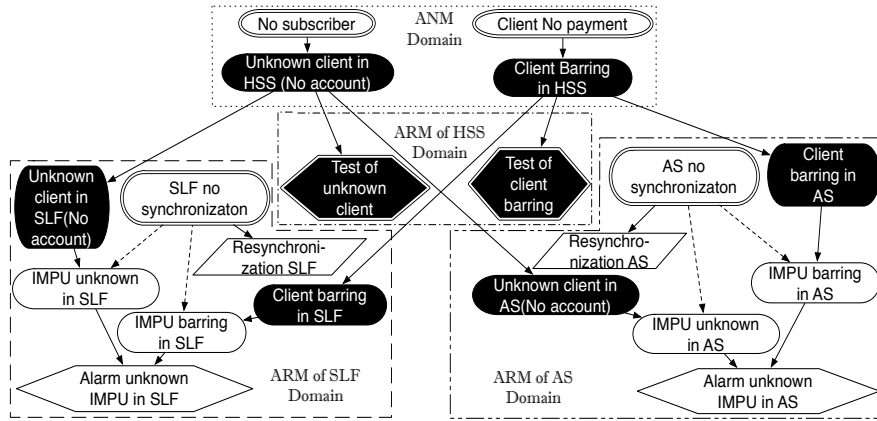 No subscriber
ANM
Domain
Client No payment
Unknown client in
HSS (No account)
Client Barring
in HSS
ARM of HSS
Domain
Test of
unknown
client
Test of
client
barring
Unknown
client in
SLF(No
account)
SLF no
synchronizaton
AS no
synchronizaton
Client
barring in
AS
Resynchroni-
zation SLF
Resynchro-
nization AS
IMPU unknown
in SLF
Client barring
in SLF
Unknown client in
AS(No account)
IMPU barring
in AS
IMPU barring
in SLF
IMPU unknown
in AS
Alarm unknown
IMPU in SLF
ARM of SLF
Domain
ARM of AS
Domain
Alarm unknown
IMPU in AS